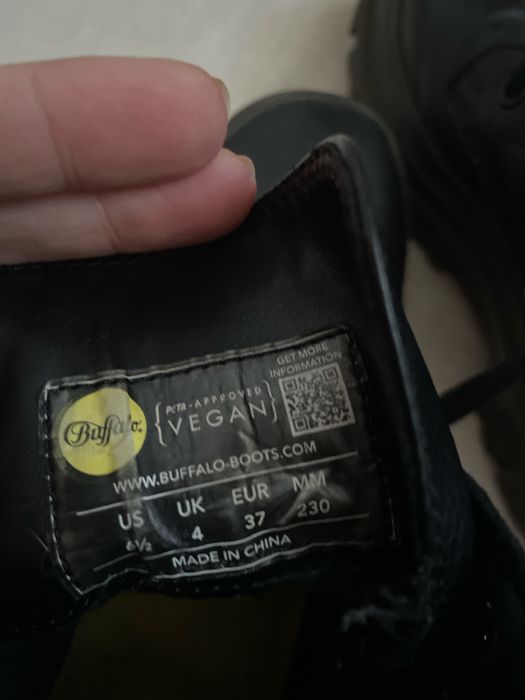 GET MORE
INFORMATION
Buffalo
PETA-APPROVED
{VEGAN}
WWW.BUFFALO-BOOTS.COM
US UK EUR MM
6½ 4 37 230
MADE IN CHINA